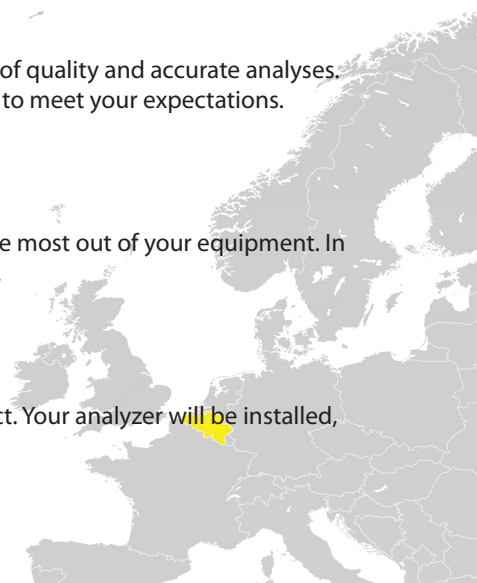 of quality and accurate analyses.
to meet your expectations.
e most out of your equipment. In
ct. Your analyzer will be installed,